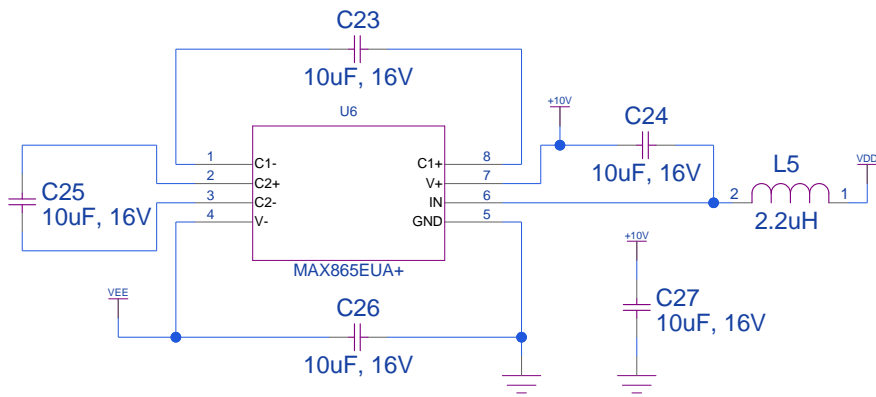 C23
10uF, 16V
U6
+10V
C24
10uF, 16V
1
C1-
C1+
8
2
C2+
V+
7
3
C2-
IN
6
4
V-
GND
5
C25
10uF, 16V
L5
VDD
2
1
2.2uH
MAX865EUA+
+10V
VEE
C26
10uF, 16V
C27
10uF, 16V